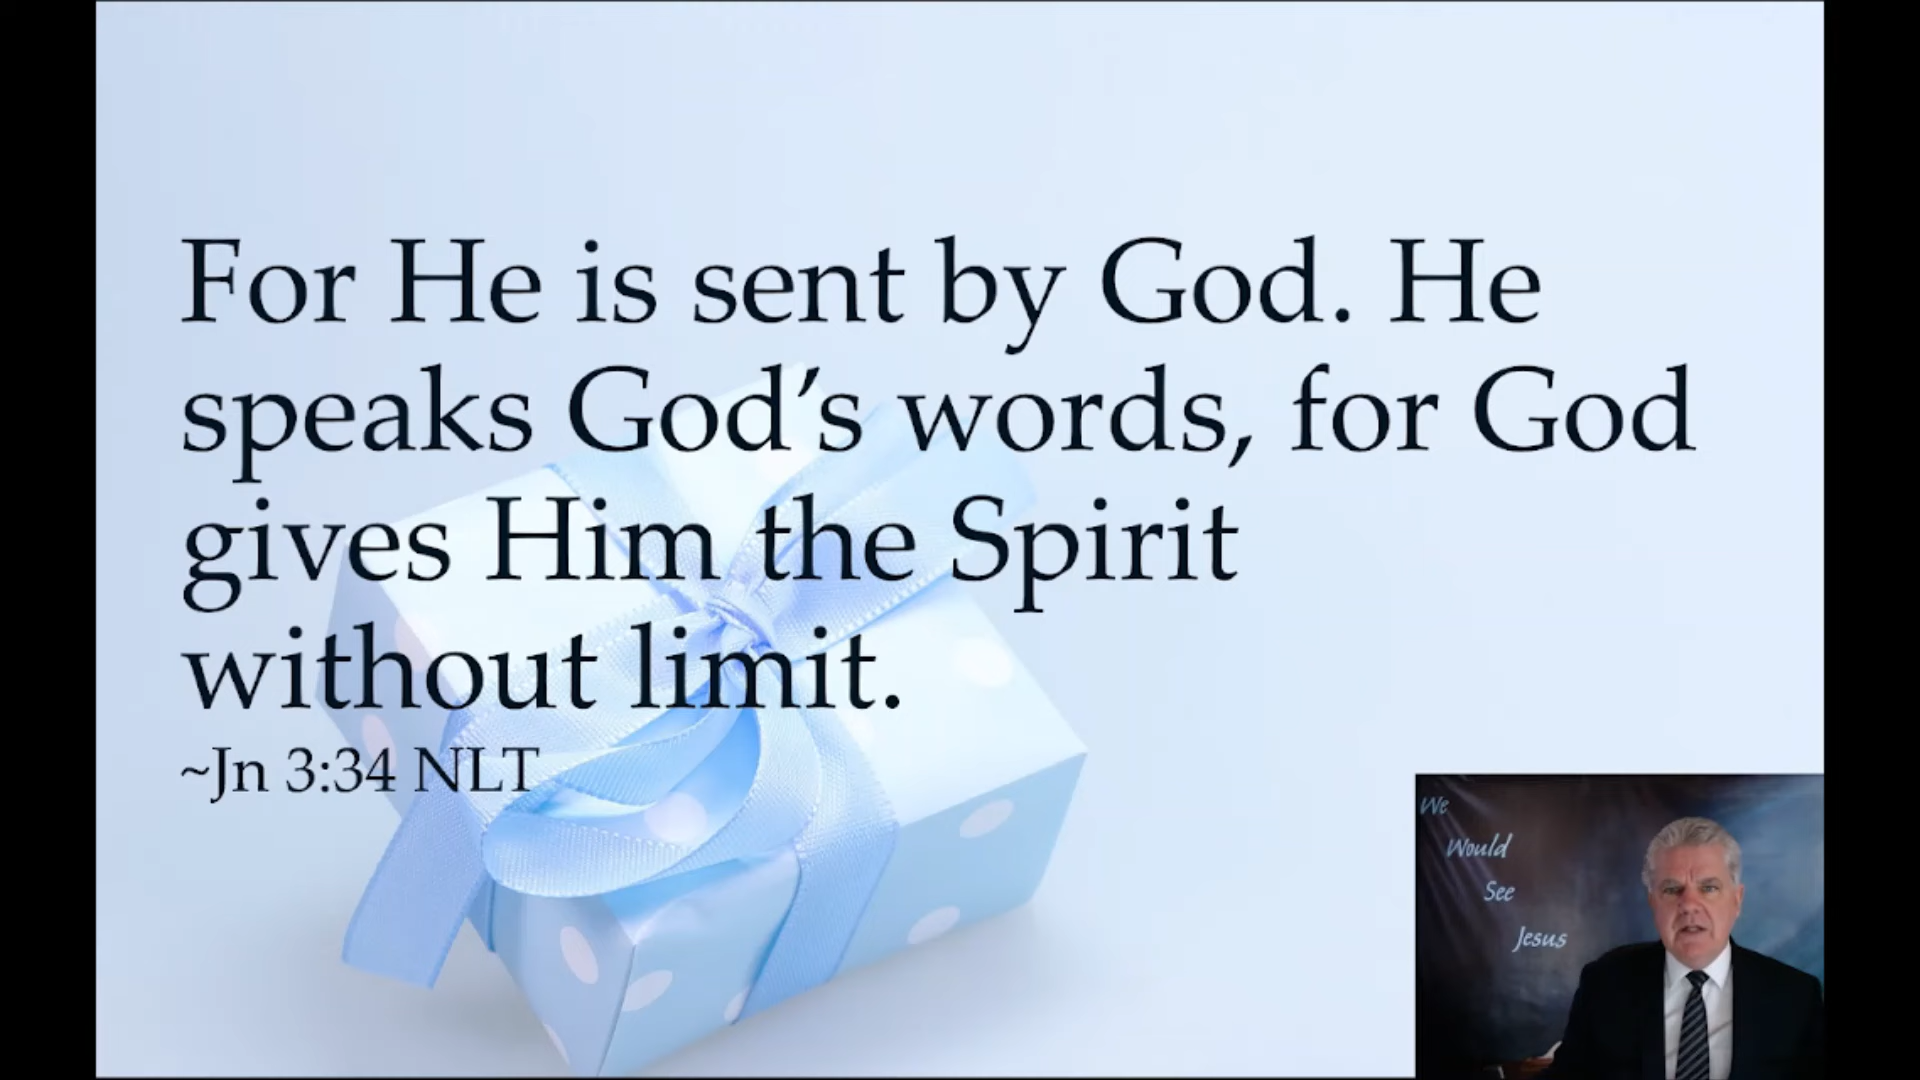 For He is sent by God. He
speaks God’s words, for God
gives Him the Spirit
without limit.
~Jn 3:34 NLT
We
Would
See
Jesus